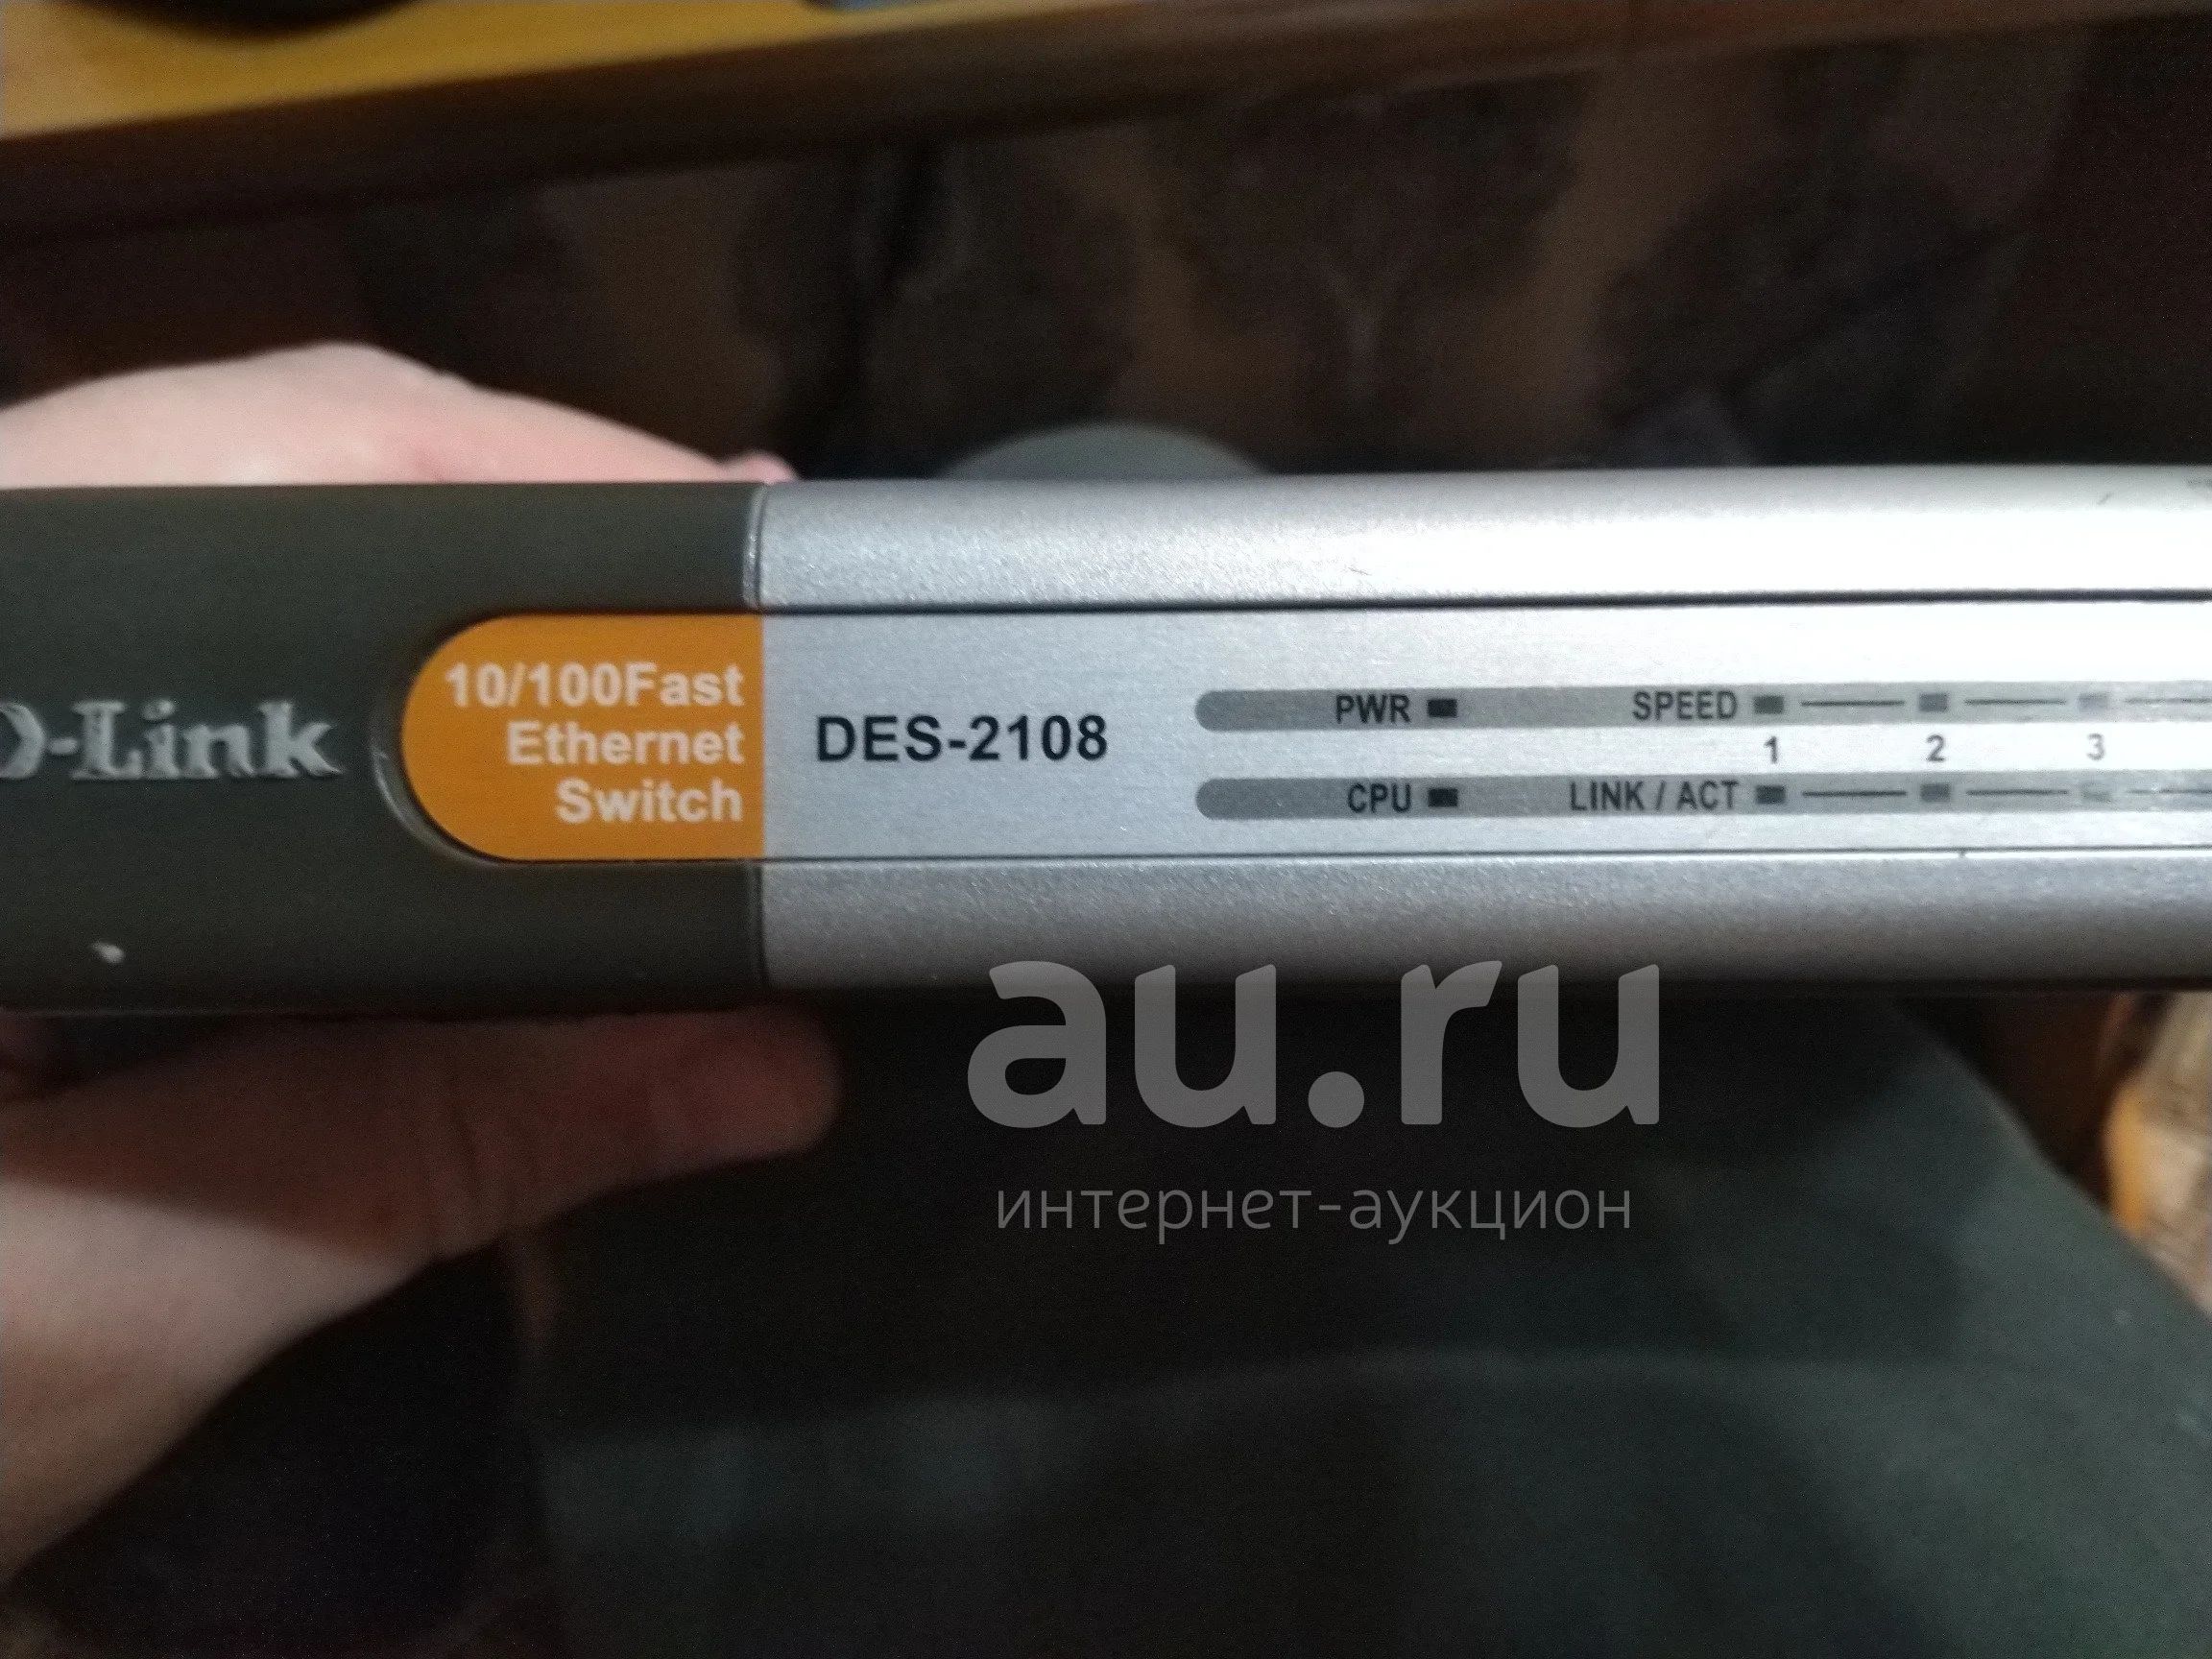 D-Link
10/100Fast
Ethernet
Switch
DES-2108
PWR SPEED
1 2 3
CPU LINK / ACT
au.ru
интернет-аукцион